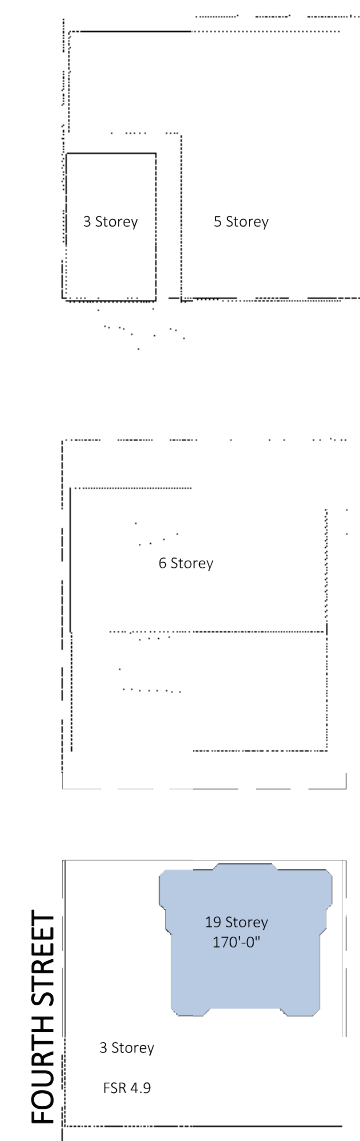 3 Storey
5 Storey
6 Storey
19 Storey
170'-0"
FOURTH STREET
3 Storey
FSR 4.9